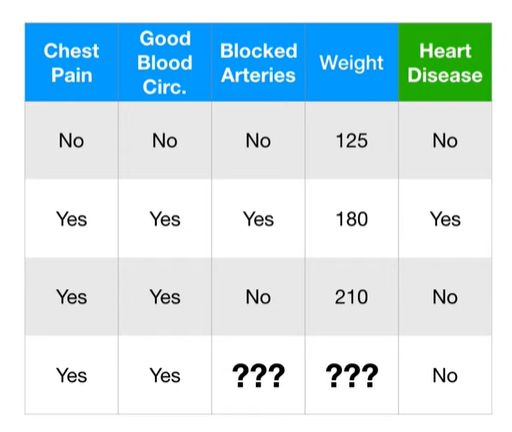 Chest Pain Good Blood Circ. Blocked Arteries Weight Heart Disease
No No No 125 No
Yes Yes Yes 180 Yes
Yes Yes No 210 No
Yes Yes ??? ??? No